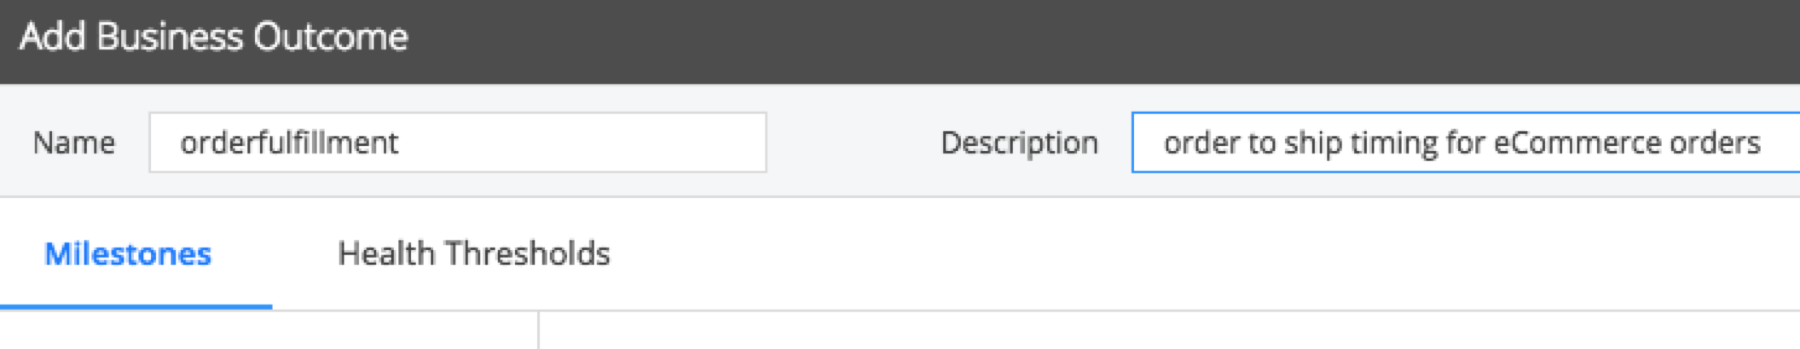 Add Business Outcome
Name orderfulfillment Description order to ship timing for eCommerce orders
Milestones Health Thresholds